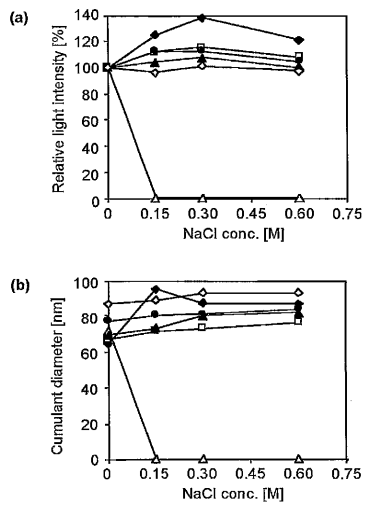 (a)
Relative light intensity [%]
140
120
100
80
60
40
20
0
0 0.15 0.30 0.45 0.60 0.75
NaCl conc. [M]
(b)
Cumulant diameter [nm]
100
80
60
40
20
0
0 0.15 0.30 0.45 0.60 0.75
NaCl conc. [M]